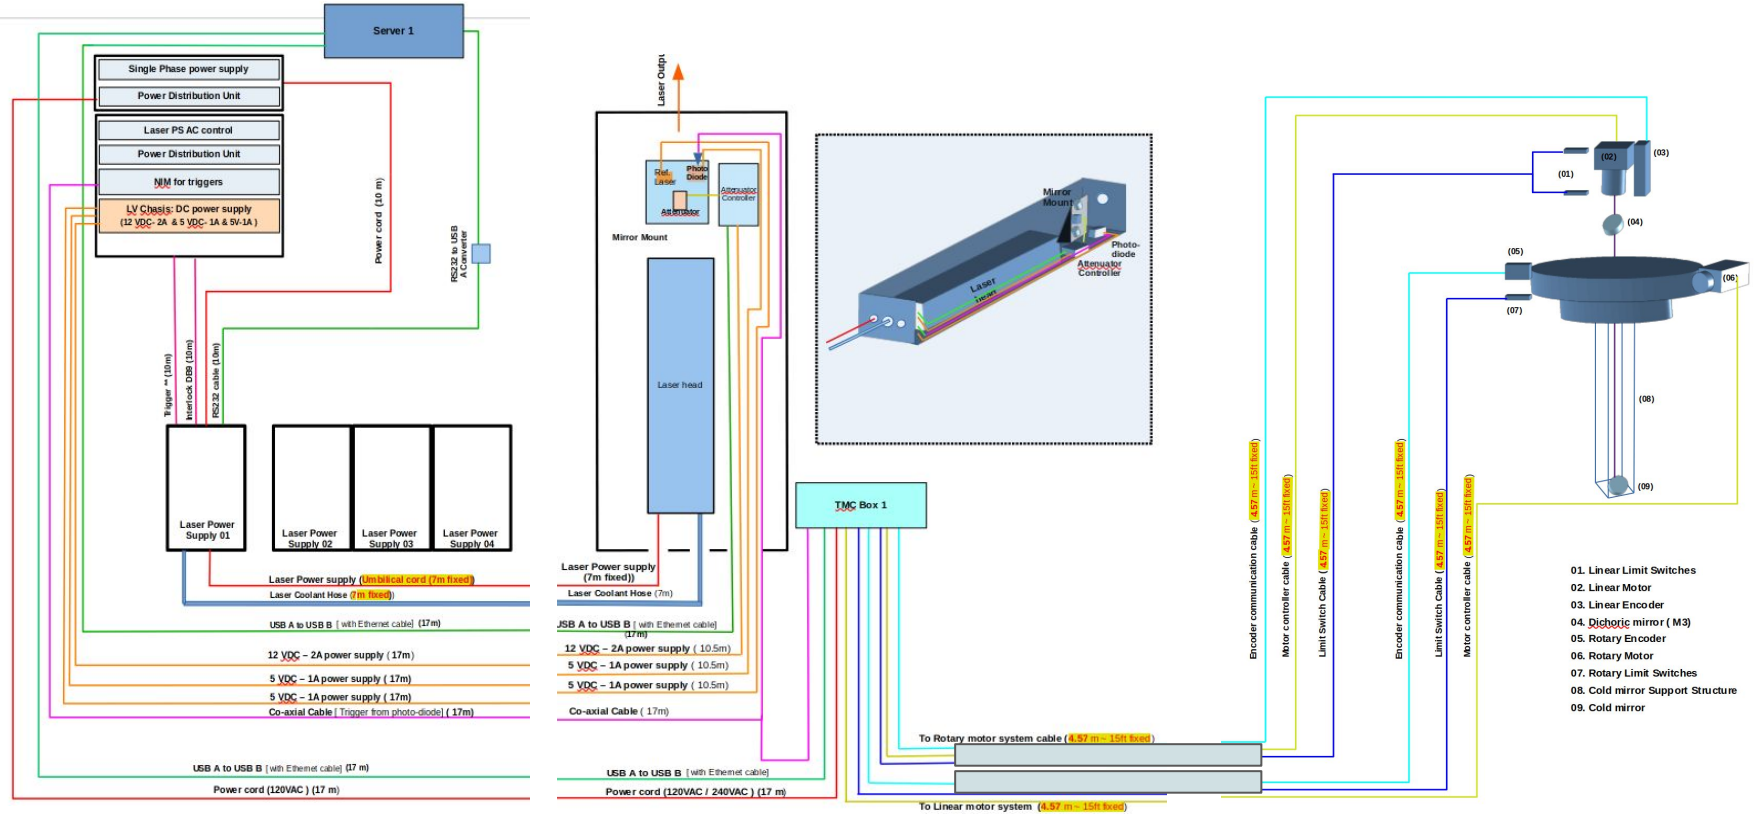 Server 1
Single Phase power supply
Power Distribution Unit
Laser PS AC control
Power Distribution Unit
NIM for triggers
LV Chasis: DC power supply
(12 VDC- 2A & 5 VDC- 1A & 5V-1A )
Power cord (10 m)
RS232 to USB
A Converter
Trigger ** (10m)
Interlock DB9 (10m)
RS232 cable (10m)
Laser Power
Supply 01
Laser Power
Supply 02
Laser Power
Supply 03
Laser Power
Supply 04
Laser Power supply (Umbilical cord (7m fixed))
Laser Coolant Hose (7m fixed))
USB A to USB B [ with Ethernet cable] (17m)
12 VDC – 2A power supply ( 17m)
5 VDC – 1A power supply ( 17m)
5 VDC – 1A power supply ( 17m)
Co-axial Cable [ Trigger from photo-diode] ( 17m)
USB A to USB B [ with Ethernet cable] (17 m)
Power cord (120VAC ) (17 m)
Laser Outpu
Ref.
Laser
Photo
Diode
Attenuator
Attenuator
Controller
Mirror Mount
Laser head
Laser Power supply
(7m fixed))
Laser Coolant Hose (7m)
USB A to USB B [ with Ethernet cable]
(17m)
12 VDC – 2A power supply ( 10.5m)
5 VDC – 1A power supply ( 10.5m)
5 VDC – 1A power supply ( 10.5m)
Co-axial Cable ( 17m)
USB A to USB B [ with Ethernet cable]
Power cord (120VAC / 240VAC ) (17 m)
Mirror
Mount
Photo-
diode
Attenuator
Controller
Laser
TMC Box 1
To Rotary motor system cable (4.57 m ~ 15ft fixed)
To Linear motor system (4.57 m ~ 15ft fixed)
Encoder communication cable (4.57 m ~ 15ft fixed)
Motor controller cable (4.57 m ~ 15ft fixed)
Limit Switch Cable (4.57 m ~ 15ft fixed)
Encoder communication cable (4.57 m ~ 15ft fixed)
Limit Switch Cable (4.57 m ~ 15ft fixed)
Motor controller cable (4.57 m ~ 15ft fixed)
(01)
(02)
(03)
(04)
(05)
(06)
(07)
(08)
(09)
01. Linear Limit Switches
02. Linear Motor
03. Linear Encoder
04. Dichoric mirror ( M3)
05. Rotary Encoder
06. Rotary Motor
07. Rotary Limit Switches
08. Cold mirror Support Structure
09. Cold mirror